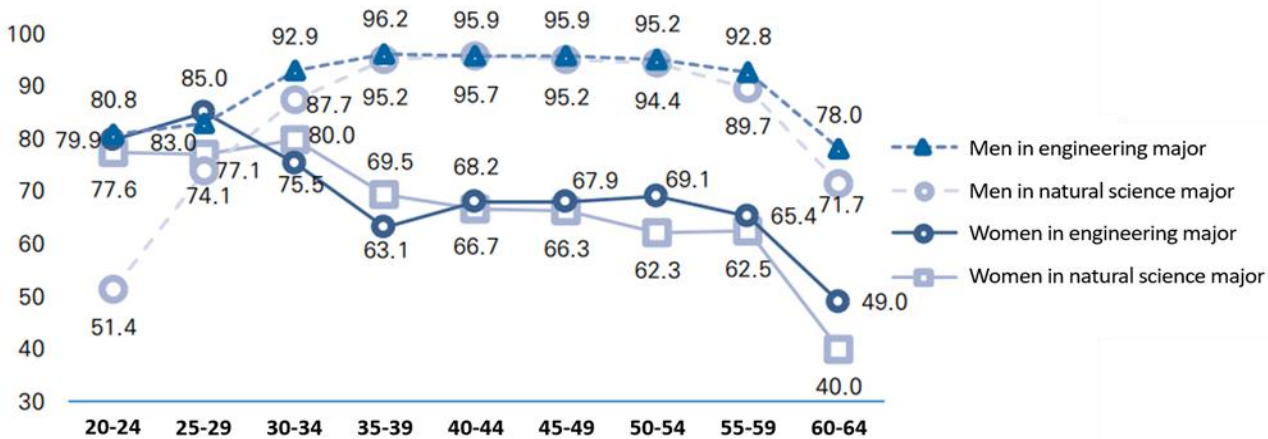 100
90
80
70
60
50
40
30
80.8 85.0 92.9 96.2 95.9 95.9 95.2 92.8 78.0
79.9 83.0 87.7 95.2 95.7 95.2 94.4 89.7 71.7
77.6 77.1 80.0 69.5 68.2 67.9 69.1 65.4 49.0
51.4 74.1 75.5 63.1 66.7 66.3 62.3 62.5 40.0
20-24 25-29 30-34 35-39 40-44 45-49 50-54 55-59 60-64
Men in engineering major
Men in natural science major
Women in engineering major
Women in natural science major